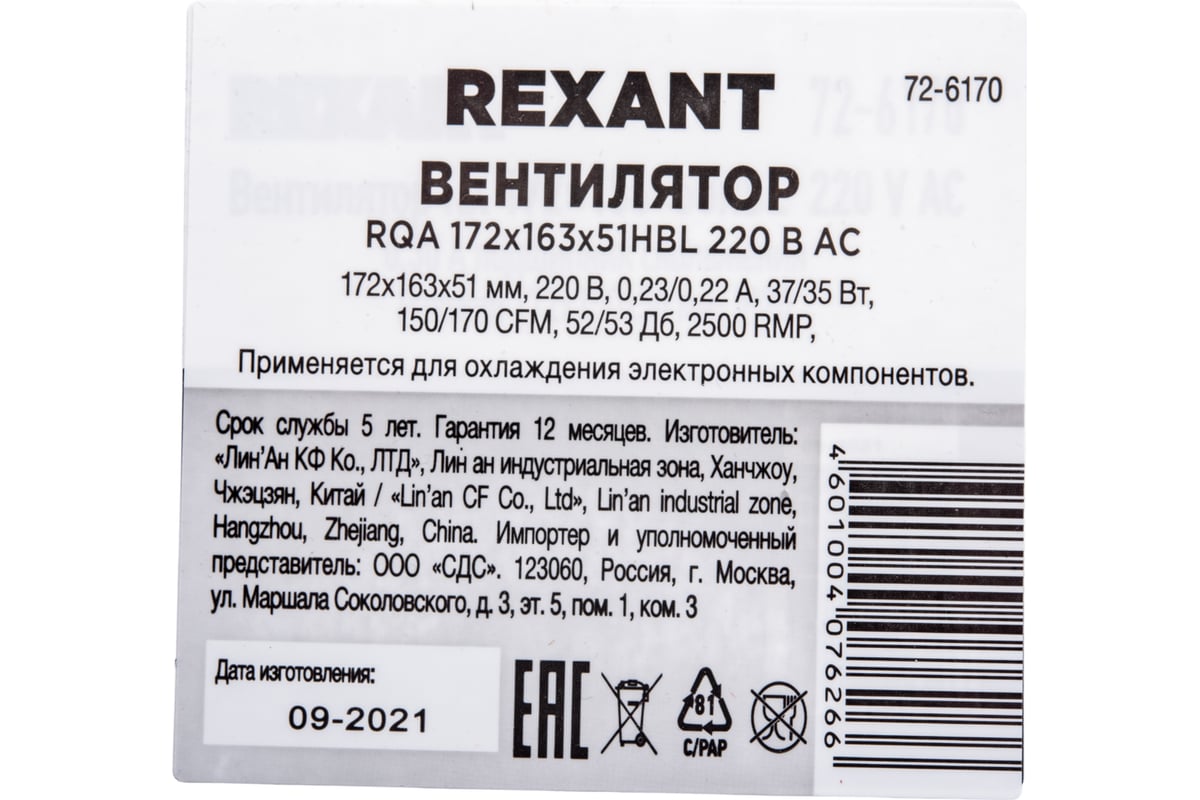 REXANT
72-6170
ВЕНТИЛЯТОР
RQA 172x163x51HBL 220 В АС
172x163x51 мм, 220 В, 0,23/0,22 А, 37/35 Вт,
150/170 CFM, 52/53 Дб, 2500 RMP,
Применяется для охлаждения электронных компонентов.
Срок службы 5 лет. Гарантия 12 месяцев. Изготовитель:
«Лин’Ан КФ Ко., ЛТД», Лин ан индустриальная зона, Ханчжоу,
Чжэцзян, Китай / «Lin’an CF Co., Ltd», Lin’an industrial zone,
Hangzhou, Zhejiang, China. Импортер и уполномоченный
представитель: ООО «СДС». 123060, Россия, г. Москва,
ул. Маршала Соколовского, д. 3, эт. 5, пом. 1, ком. 3
Дата изготовления:
09-2021
EAC
81
C/PAP
4601004076266